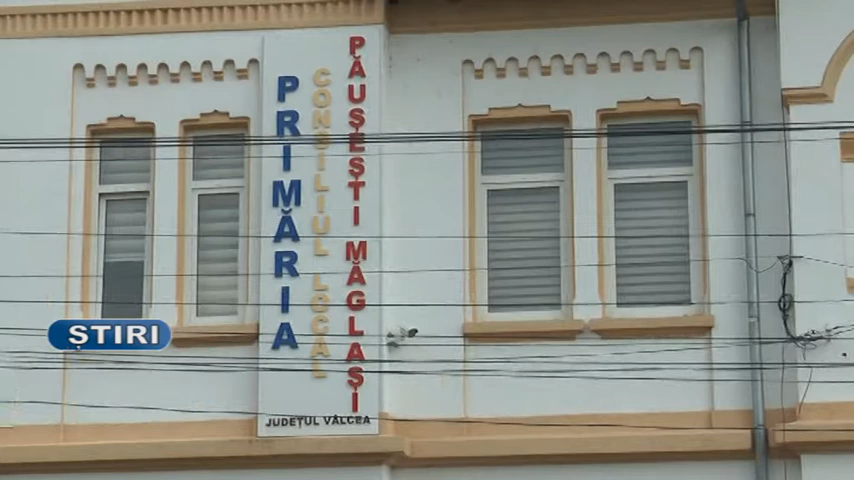 PRIMĂRIA
CONSILIUL LOCAL
PĂUȘEȘTI MĂGLAȘI
JUDEȚUL VÂLCEA
ȘTIRI